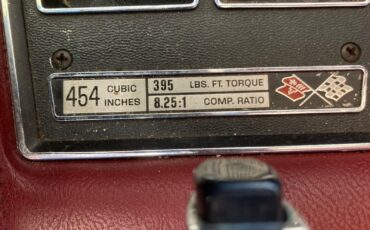 454 CUBIC INCHES
395 LBS. FT. TORQUE
8.25:1 COMP. RATIO